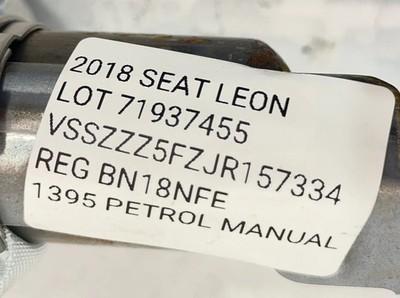 2018 SEAT LEON
LOT 71937455
VSSZZZ5FZJR157334
REG BN18NFE
1395 PETROL MANUAL